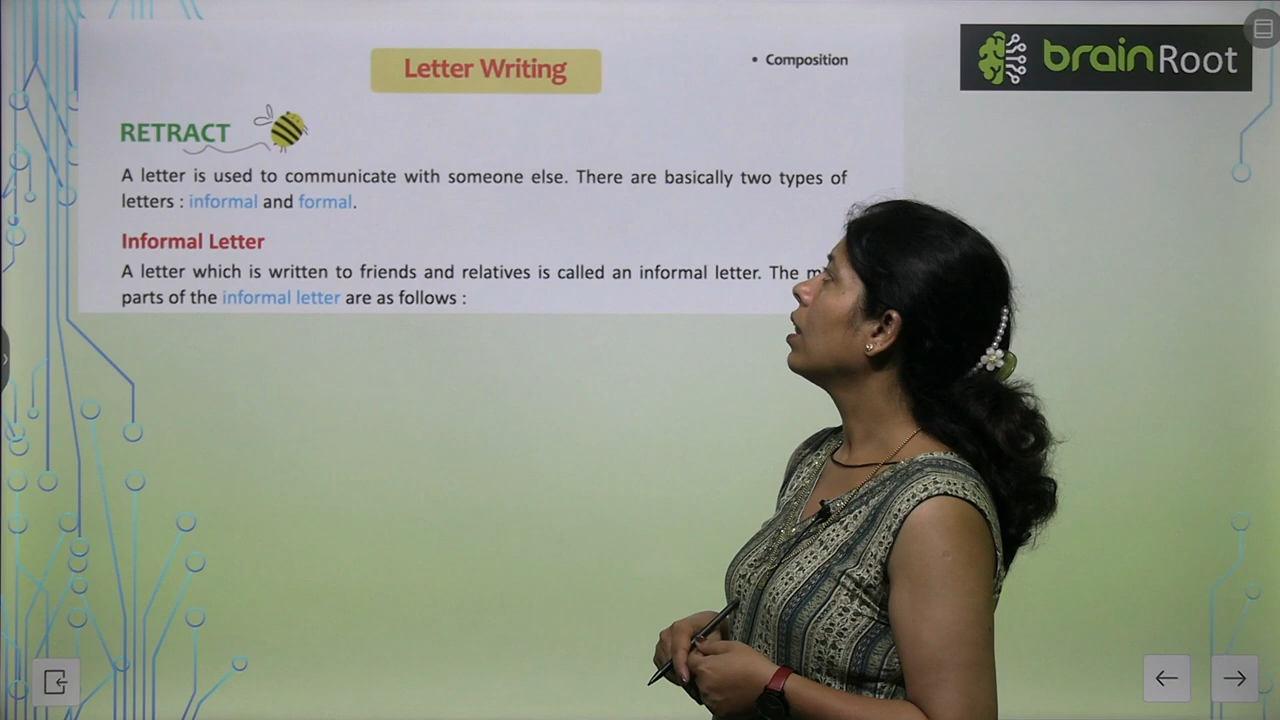 Letter Writing
• Composition
brainRoot
RETRACT
A letter is used to communicate with someone else. There are basically two types of
letters : informal and formal.
Informal Letter
A letter which is written to friends and relatives is called an informal letter. The
parts of the informal letter are as follows :